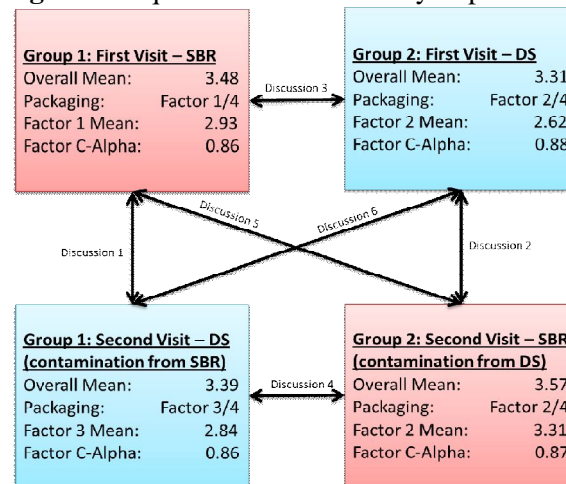 Group 1: First Visit – SBR
Overall Mean: 3.48
Packaging: Factor 1/4
Factor 1 Mean: 2.93
Factor C-Alpha: 0.86
Discussion 3
Group 2: First Visit – DS
Overall Mean: 3.31
Packaging: Factor 2/4
Factor 2 Mean: 2.62
Factor C-Alpha: 0.88
Discussion 5
Discussion 6
Discussion 1
Discussion 2
Group 1: Second Visit – DS
(contamination from SBR)
Overall Mean: 3.39
Packaging: Factor 3/4
Factor 3 Mean: 2.84
Factor C-Alpha: 0.86
Discussion 4
Group 2: Second Visit – SBR
(contamination from DS)
Overall Mean: 3.57
Packaging: Factor 2/4
Factor 2 Mean: 3.31
Factor C-Alpha: 0.87